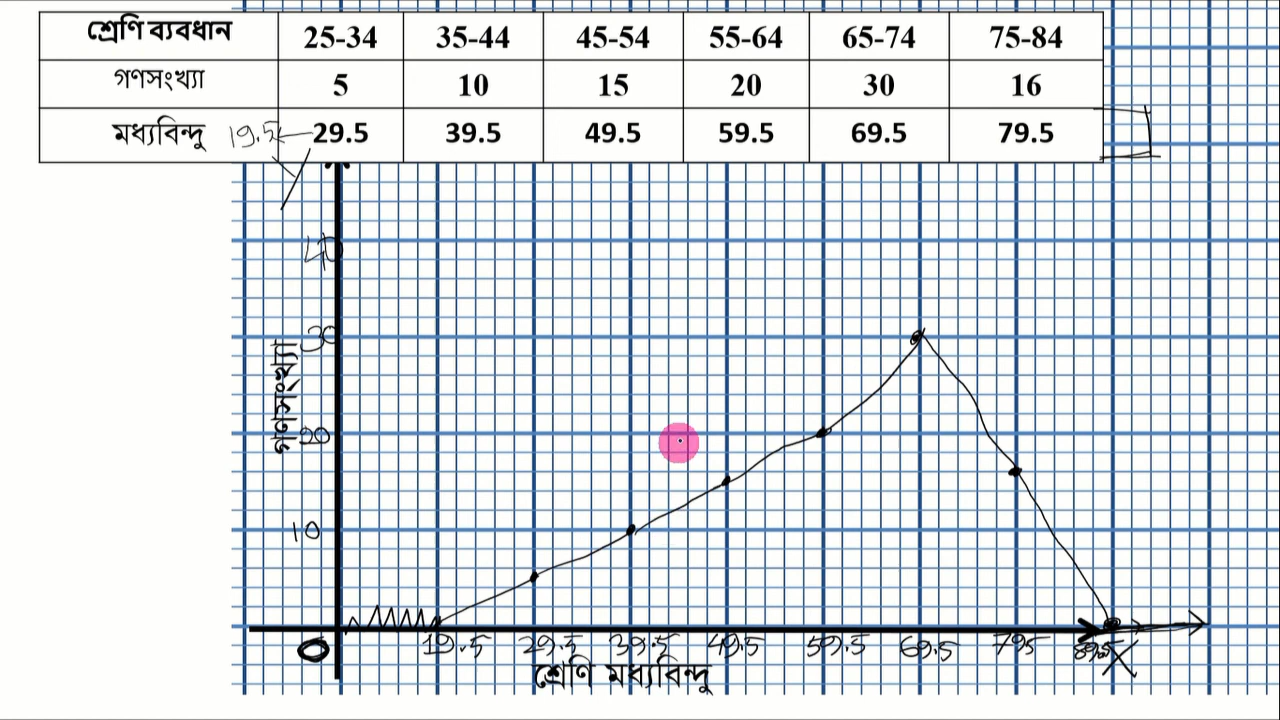 শ্রেণি ব্যবধান 25-34 35-44 45-54 55-64 65-74 75-84
গণসংখ্যা 5 10 15 20 30 16
মধ্যবিন্দু 19.5 29.5 39.5 49.5 59.5 69.5 79.5
40
30
গণসংখ্যা
20
10
0 19.5 29.5 39.5 49.5 59.5 69.5 79.5 89.5 X
শ্রেণি মধ্যবিন্দু